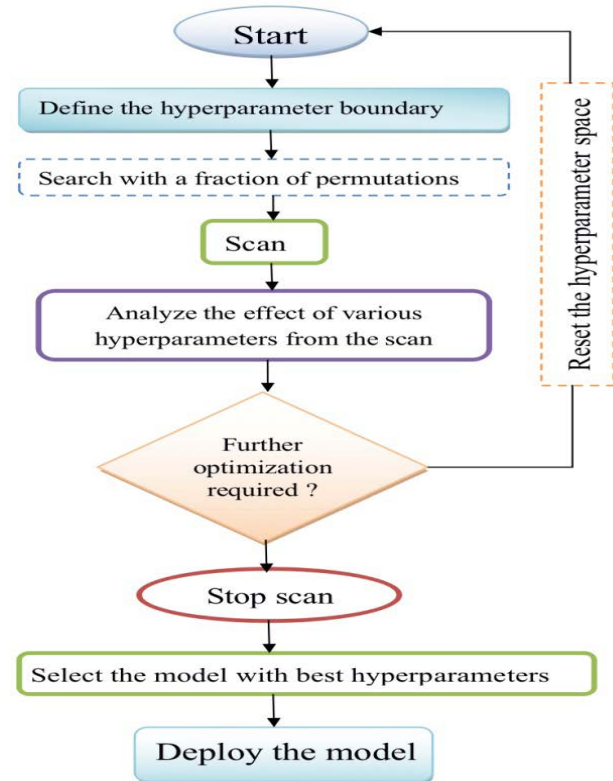 Start
Define the hyperparameter boundary
Search with a fraction of permutations
Scan
Analyze the effect of various
hyperparameters from the scan
Further
optimization
required ?
Reset the hyperparameter space
Stop scan
Select the model with best hyperparameters
Deploy the model